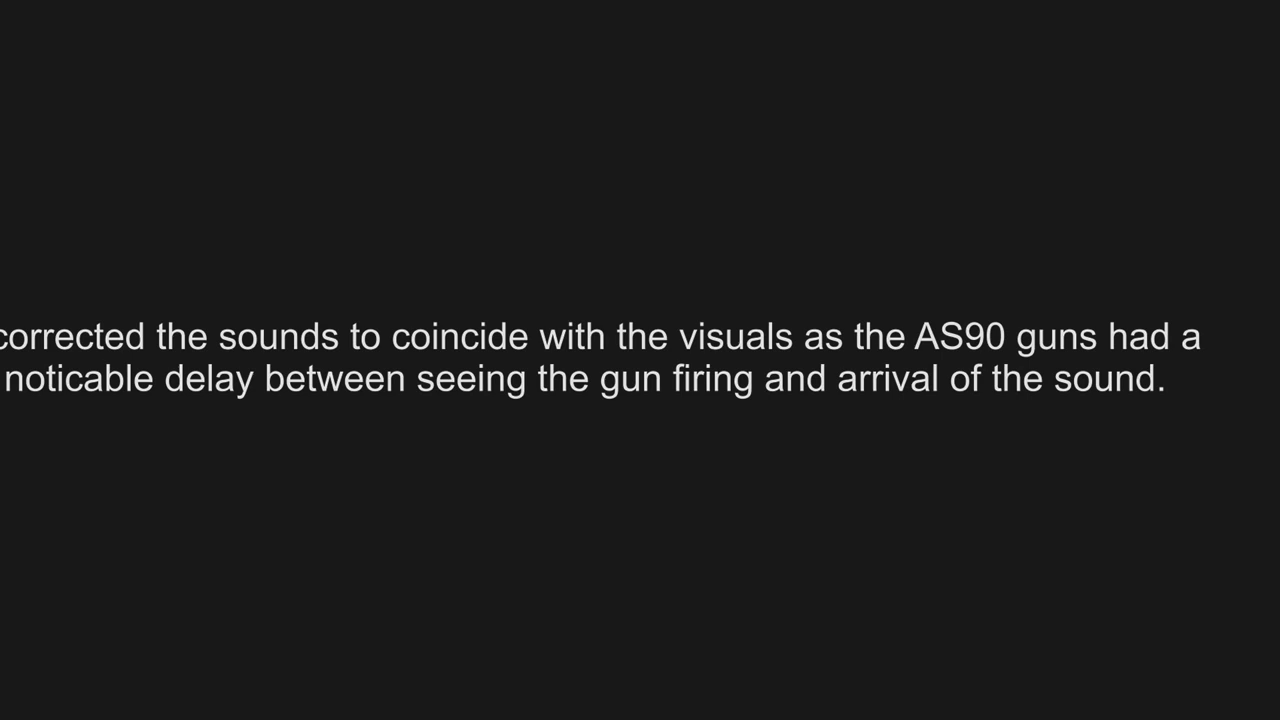 corrected the sounds to coincide with the visuals as the AS90 guns had a
noticable delay between seeing the gun firing and arrival of the sound.